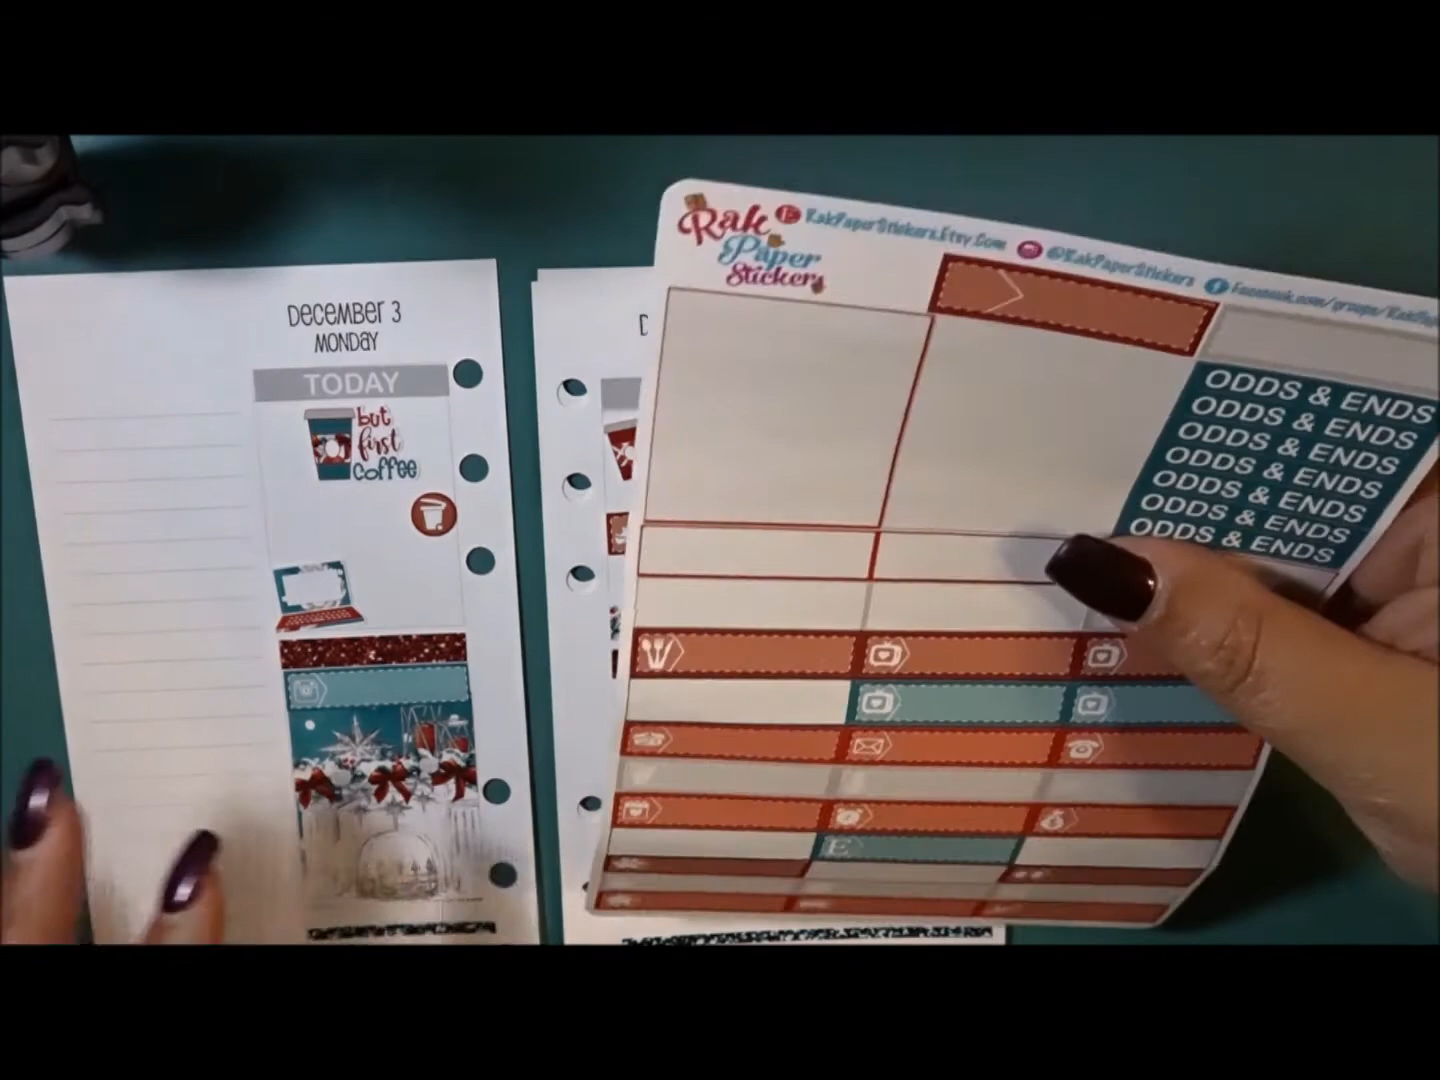 December 3
Monday
TODAY
but
first
coffee
D
Rak
Paper
Stickers
RakPaperStickers.Etsy.Com
@RakPaperStickers
Facebook.com/groups/
ODDS & ENDS
ODDS & ENDS
ODDS & ENDS
ODDS & ENDS
ODDS & ENDS
ODDS & ENDS
ODDS & ENDS
E